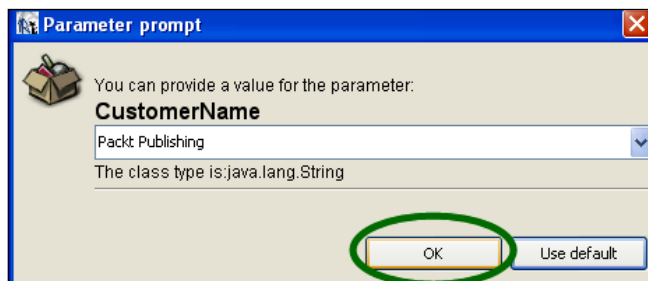 Parameter prompt
You can provide a value for the parameter:
CustomerName
Packt Publishing
The class type is:java.lang.String
OK
Use default